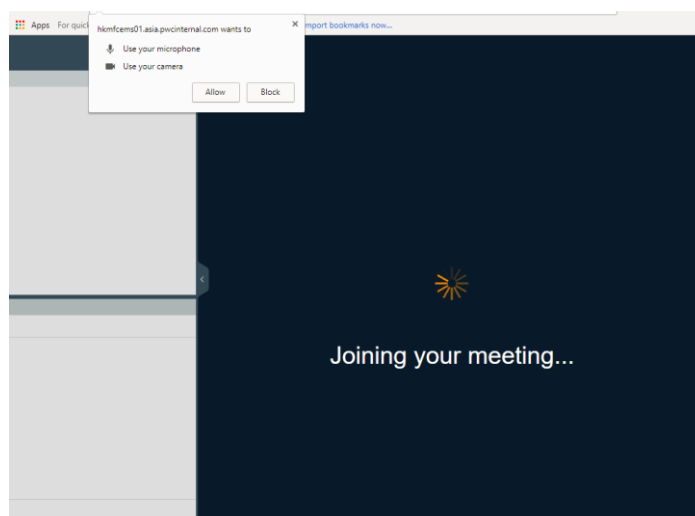 Apps For quick
mport bookmarks now...
hkmfcems01.asia.pwcinternal.com wants to
Use your microphone
Use your camera
Allow Block
Joining your meeting...